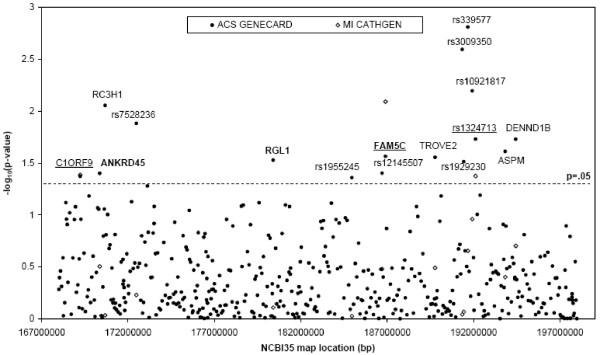 3
ACS GENECARD MI CATHGEN
rs339577
rs3009350
2.5
rs10921817
RC3H1
2
rs7528236
rs1324713 DENND1B
RGL1 FAM5C TROVE2
1.5
C1ORF9 ANKRD45 rs1955245 rs12145507 rs1929230 ASPM
p=.05
1
0.5
0
-log10(p-value)
167000000 172000000 177000000 182000000 187000000 192000000 197000000
NCBI35 map location (bp)